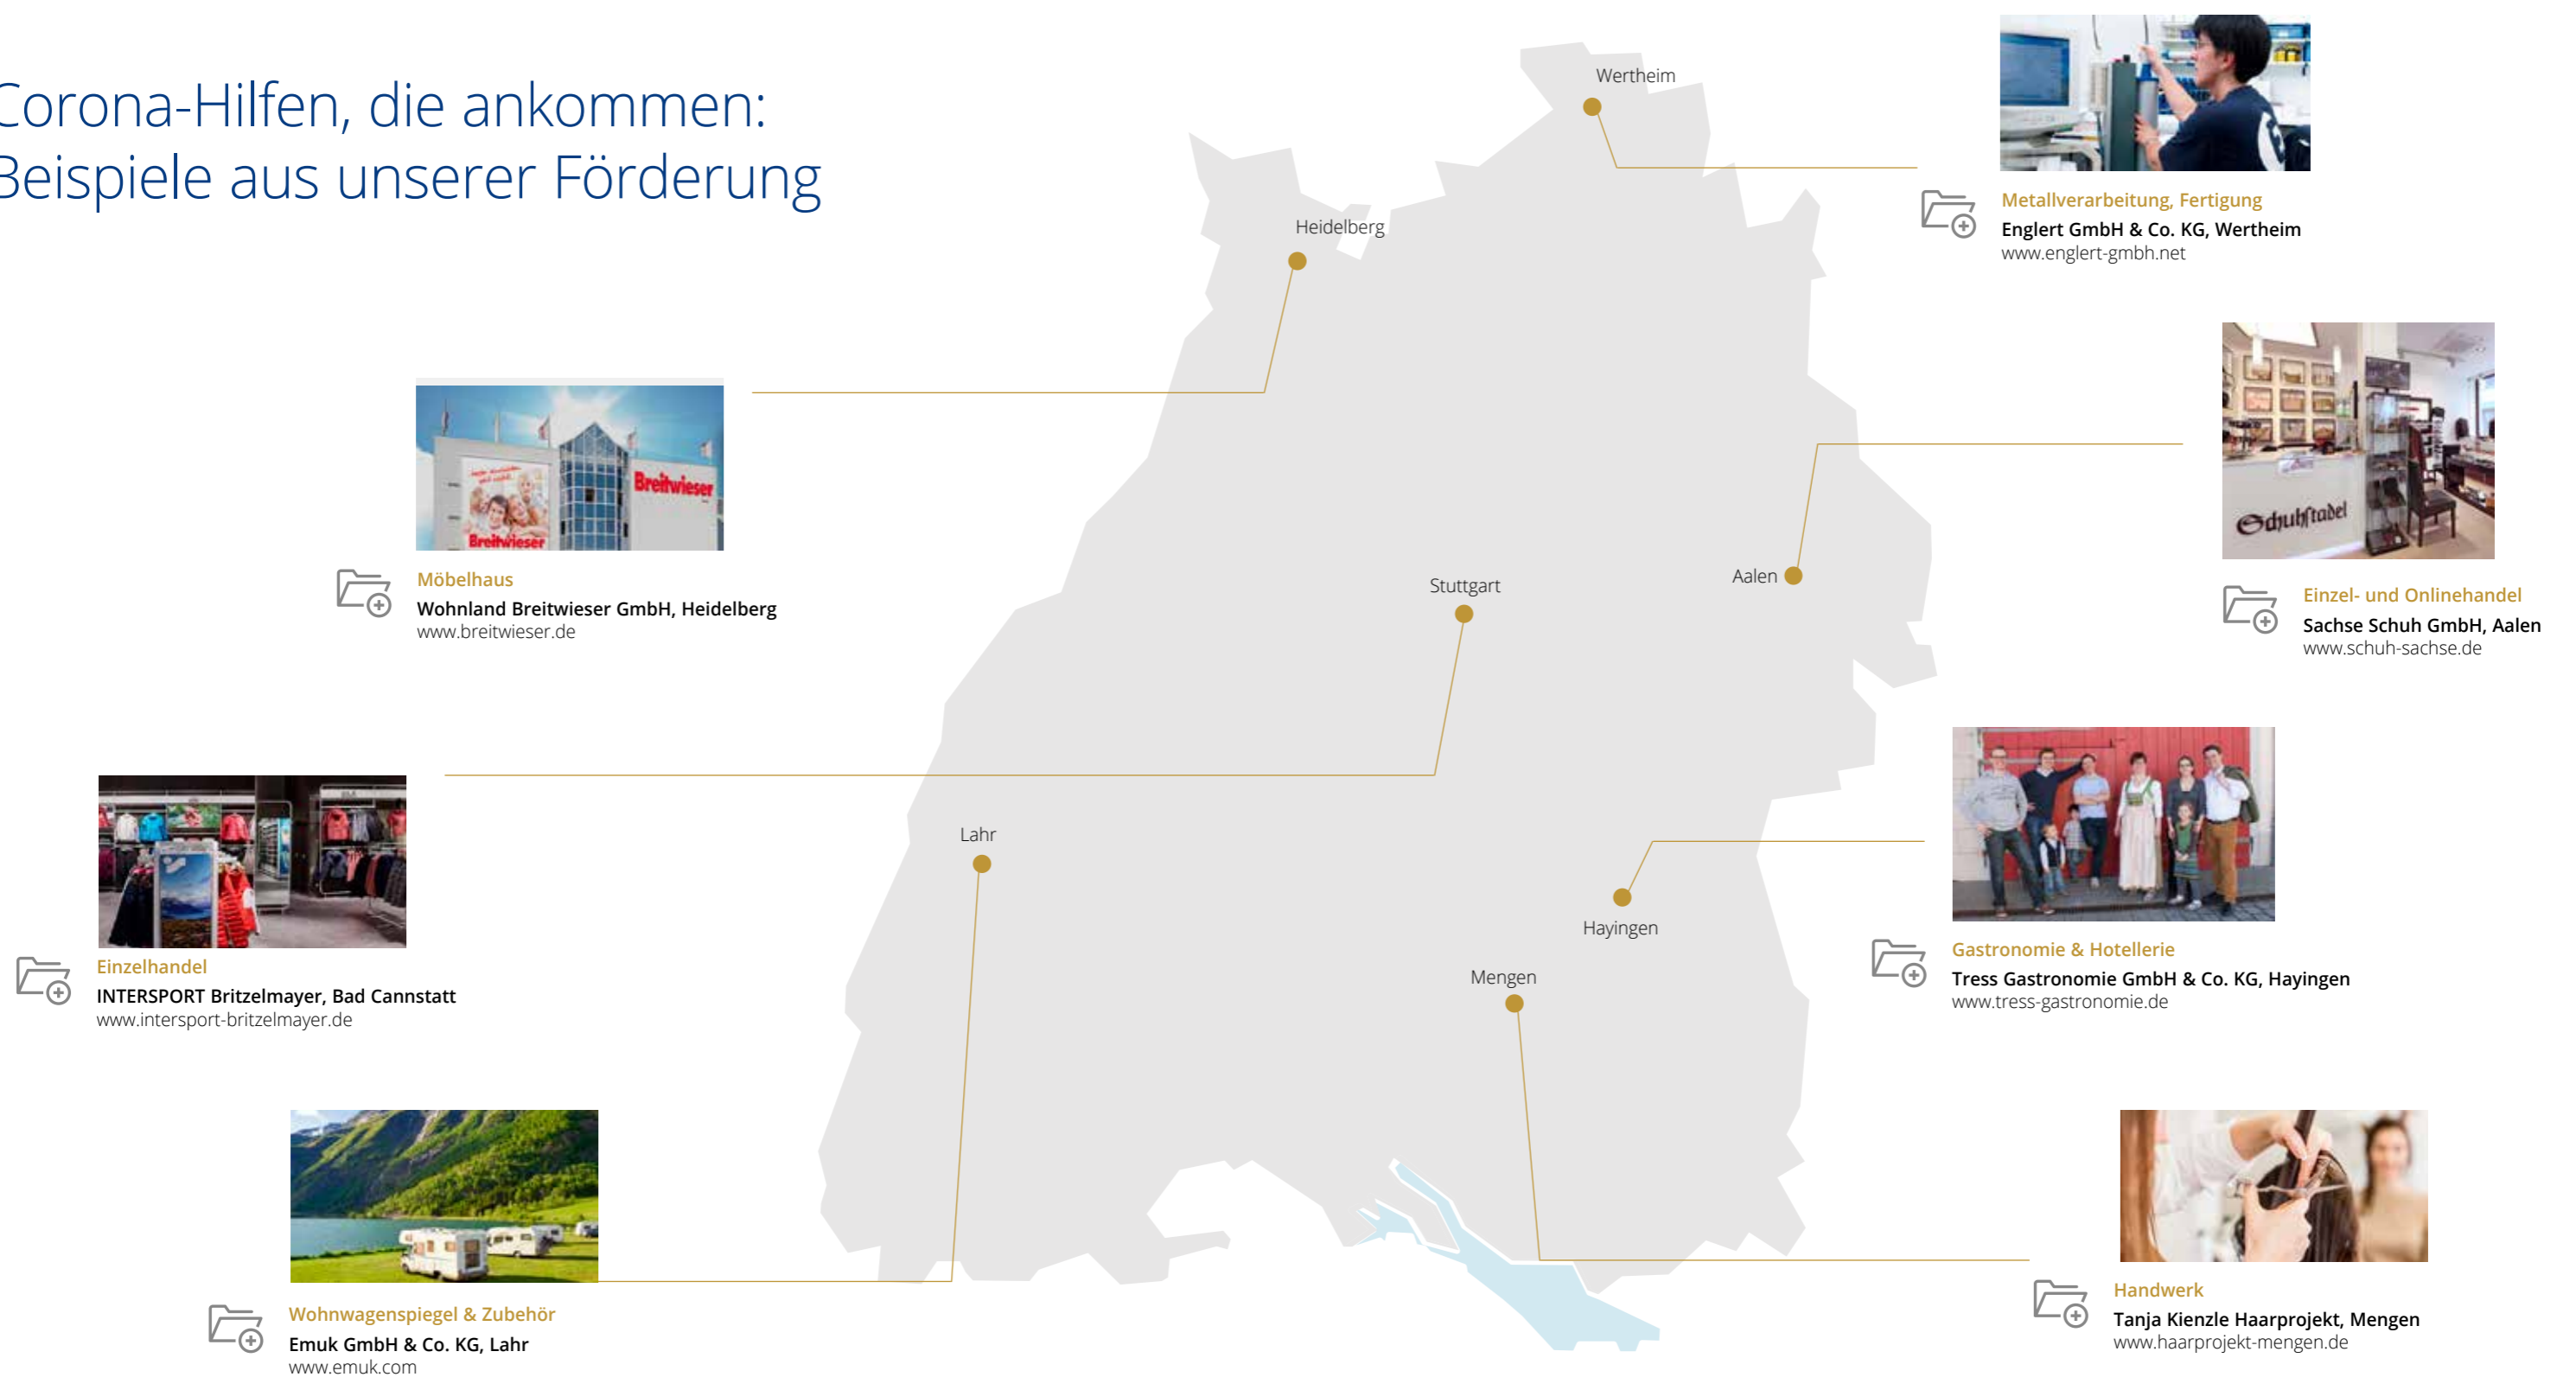 Corona-Hilfen, die ankommen:
Beispiele aus unserer Förderung
Wertheim
Metallverarbeitung, Fertigung
Englert GmbH & Co. KG, Wertheim
www.englert-gmbh.net
Heidelberg
Breitwieser
Breitwieser
Möbelhaus
Wohnland Breitwieser GmbH, Heidelberg
www.breitwieser.de
Schuhstadel
Aalen
Einzel- und Onlinehandel
Sachse Schuh GmbH, Aalen
www.schuh-sachse.de
Stuttgart
Einzelhandel
INTERSPORT Britzelmayer, Bad Cannstatt
www.intersport-britzelmayer.de
Lahr
Hayingen
Gastronomie & Hotellerie
Tress Gastronomie GmbH & Co. KG, Hayingen
www.tress-gastronomie.de
Mengen
Wohnwagenspiegel & Zubehör
Emuk GmbH & Co. KG, Lahr
www.emuk.com
Handwerk
Tanja Kienzle Haarprojekt, Mengen
www.haarprojekt-mengen.de